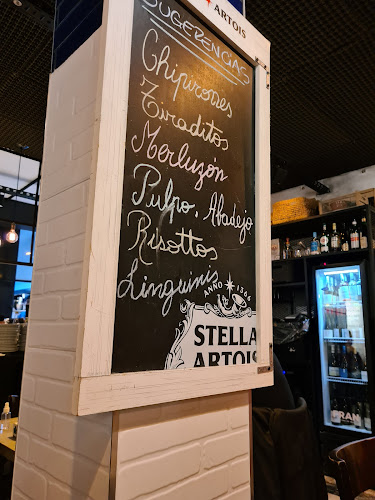 ARTOIS
SUGERENCIAS
Chipirones
Tiraditos
Merluzón
Pulpo, Abadejo
Risottos
Linguinis
ANNO 1366
STELLA
ARTOIS